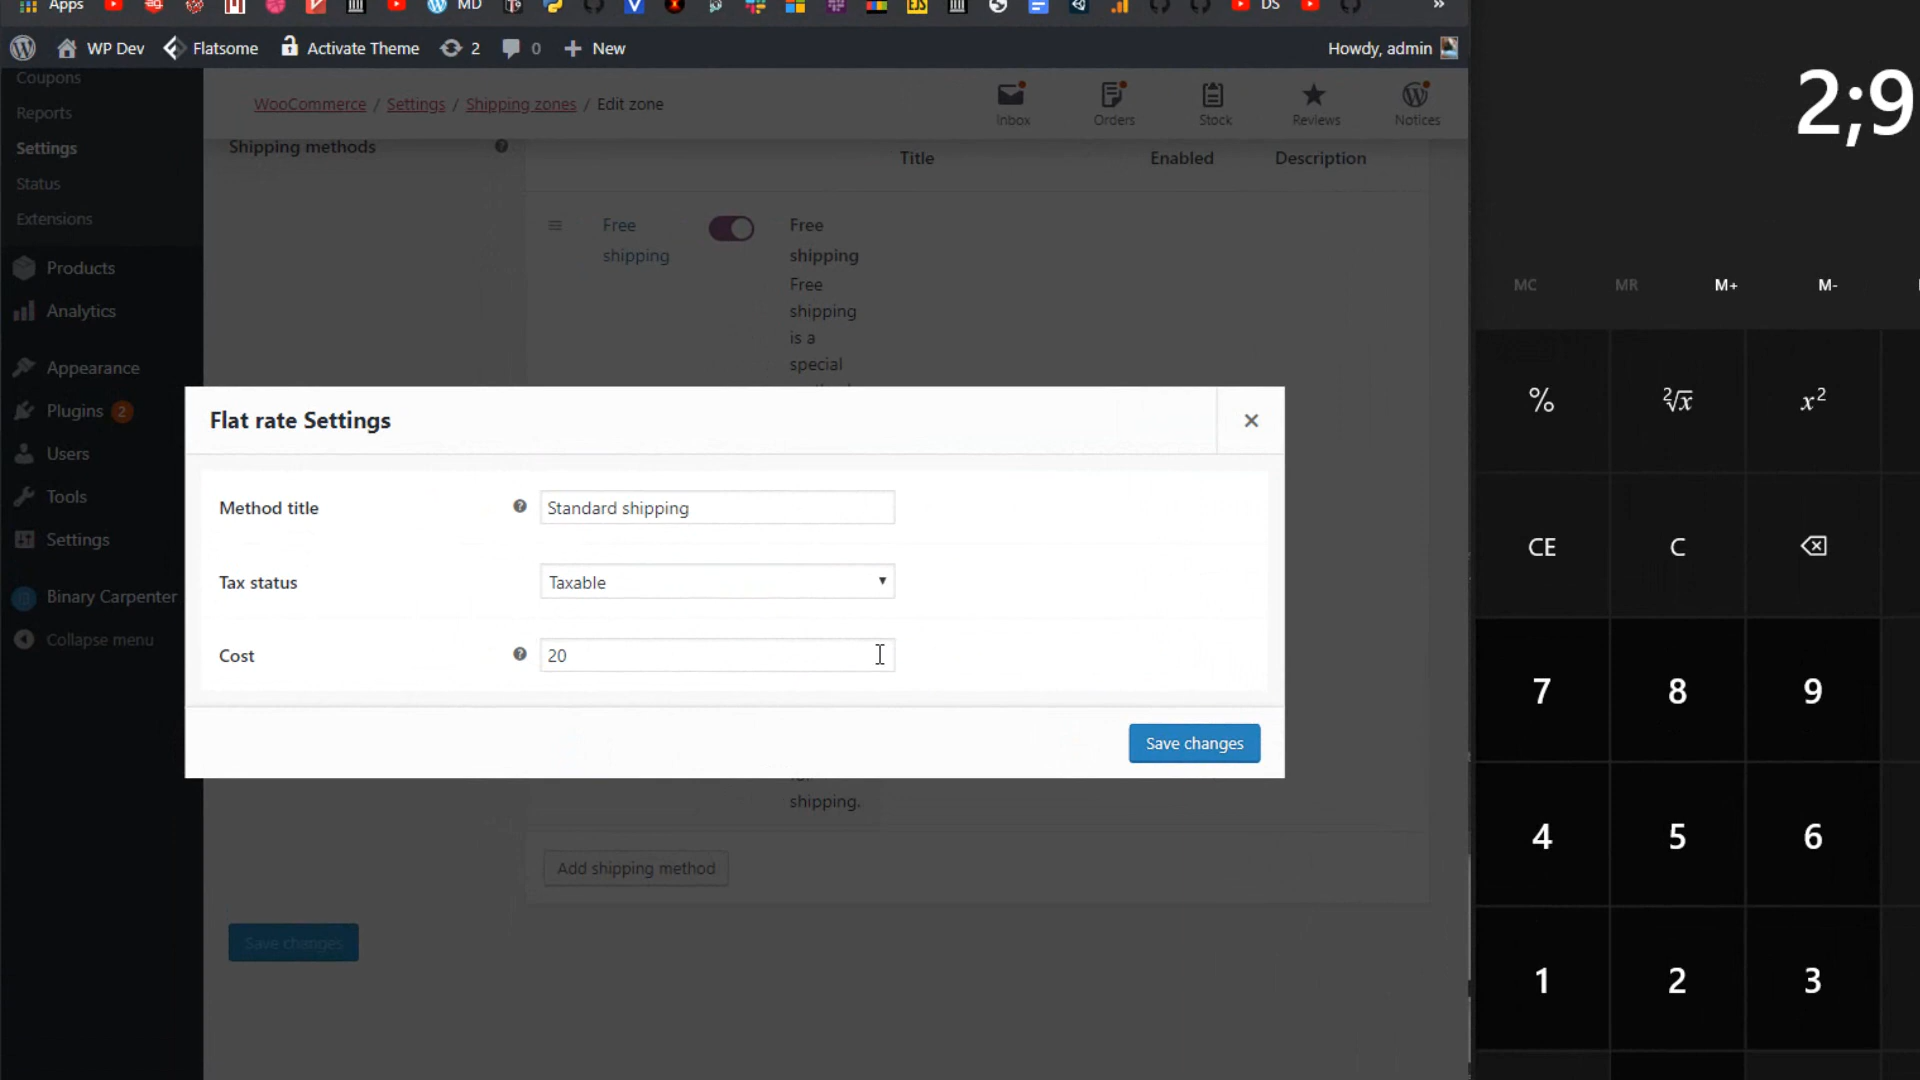 Apps MD EJS DS »
WP Dev Flatsome Activate Theme 2 0 New Howdy, admin
Coupons
Reports
Settings
Status
Extensions
Products
Analytics
Appearance
Plugins 2
Users
Tools
Settings
Binary Carpenter
Collapse menu
WooCommerce / Settings / Shipping zones / Edit zone
Inbox Orders Stock Reviews Notices
Shipping methods
Title Enabled Description
Free
shipping
Free
shipping
Free
shipping
is a
special
Flat rate Settings
Method title Standard shipping
Tax status Taxable
Cost 20
Save changes
shipping.
Add shipping method
Save changes
2;9
MC MR M+ M-
% ²√x x²
CE C
7 8 9
4 5 6
1 2 3